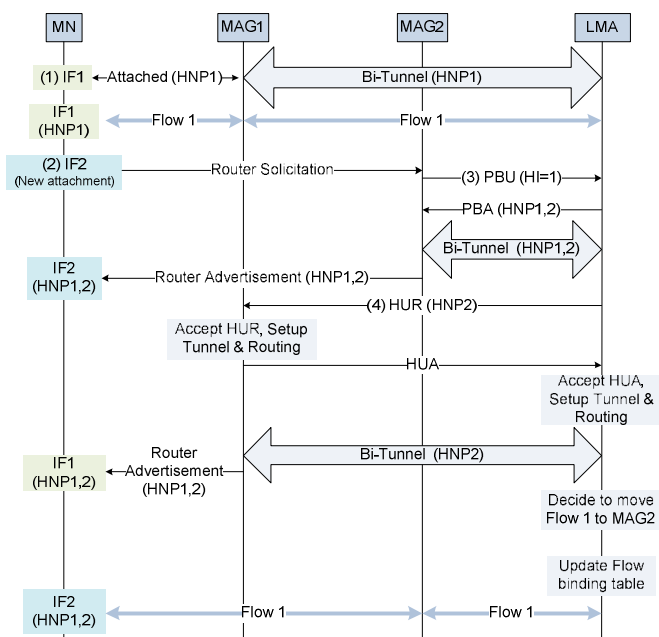 MN
MAG1
MAG2
LMA
(1) IF1
Attached (HNP1)
Bi-Tunnel (HNP1)
IF1
(HNP1)
Flow 1
Flow 1
(2) IF2
(New attachment)
Router Solicitation
(3) PBU (HI=1)
PBA (HNP1,2)
Bi-Tunnel (HNP1,2)
IF2
(HNP1,2)
Router Advertisement (HNP1,2)
(4) HUR (HNP2)
Accept HUR, Setup
Tunnel & Routing
HUA
Accept HUA,
Setup Tunnel &
Routing
Bi-Tunnel (HNP2)
IF1
(HNP1,2)
Router
Advertisement
(HNP1,2)
Decide to move
Flow 1 to MAG2
Update Flow
binding table
IF2
(HNP1,2)
Flow 1
Flow 1